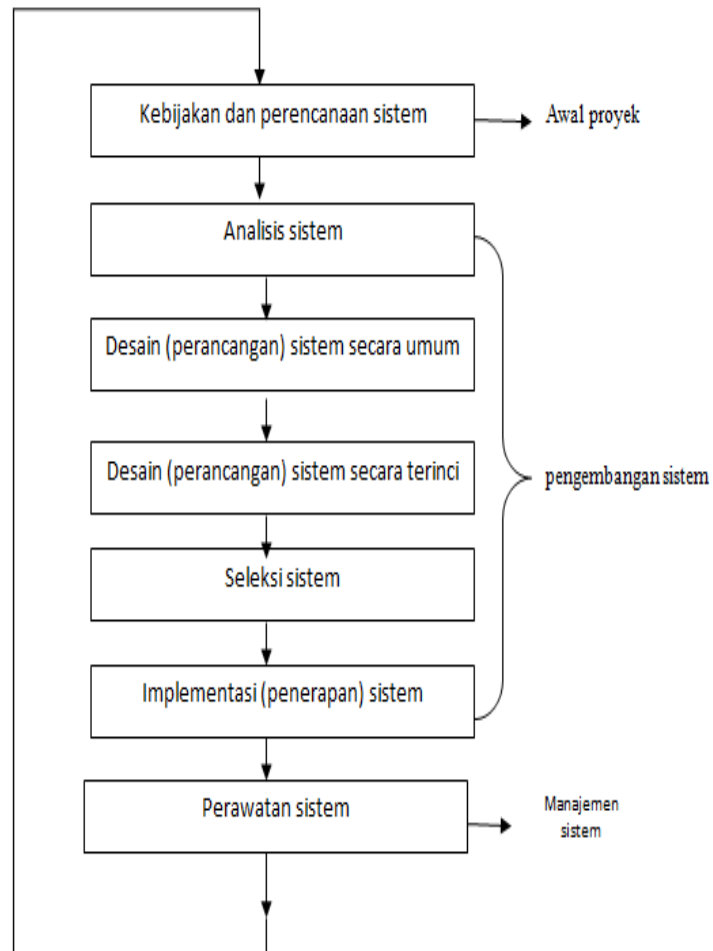 Kebijakan dan perencanaan sistem
Awal proyek
Analisis sistem
Desain (perancangan) sistem secara umum
Desain (perancangan) sistem secara terinci
pengembangan sistem
Seleksi sistem
Implementasi (penerapan) sistem
Perawatan sistem
Manajemen
sistem